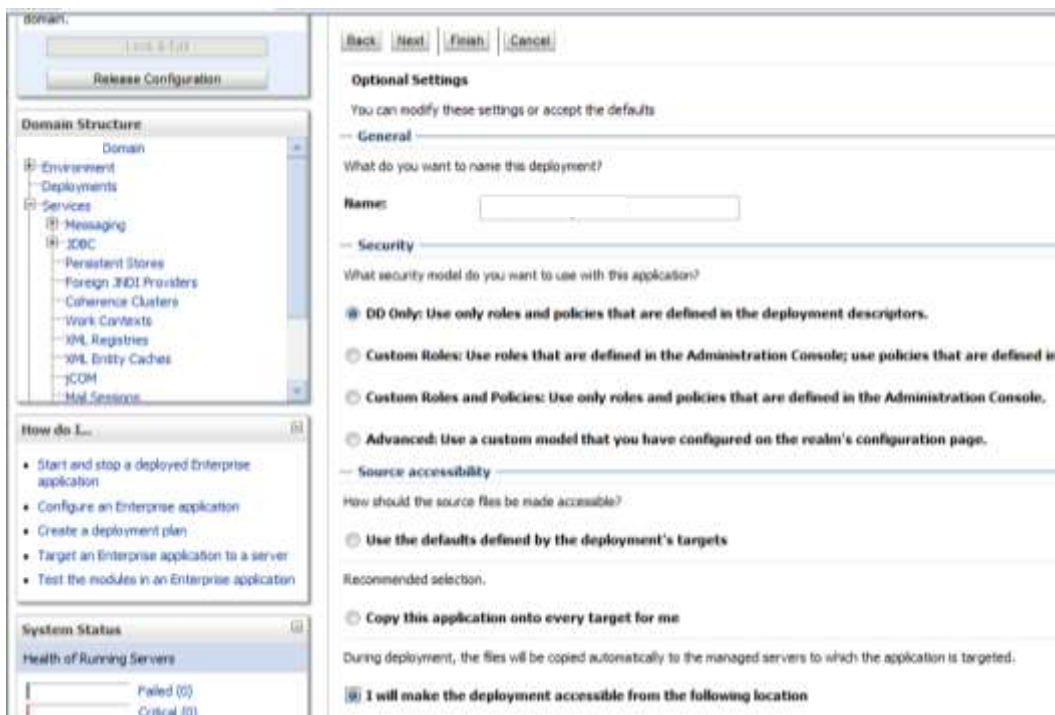 domain.
Lock & Edit
Release Configuration
Domain Structure
Domain
Environment
Deployments
Services
Messaging
JDBC
Persistent Stores
Foreign JNDI Providers
Coherence Clusters
Work Contexts
XML Registries
XML Entity Caches
jCOM
Mail Sessions
How do I...
Start and stop a deployed Enterprise
application
Configure an Enterprise application
Create a deployment plan
Target an Enterprise application to a server
Test the modules in an Enterprise application
System Status
Health of Running Servers
Failed (0)
Critical (0)
Back Next Finish Cancel
Optional Settings
You can modify these settings or accept the defaults
General
What do you want to name this deployment?
Name:
Security
What security model do you want to use with this application?
DD Only: Use only roles and policies that are defined in the deployment descriptors.
Custom Roles: Use roles that are defined in the Administration Console; use policies that are defined in
Custom Roles and Policies: Use only roles and policies that are defined in the Administration Console.
Advanced: Use a custom model that you have configured on the realm's configuration page.
Source accessibility
How should the source files be made accessible?
Use the defaults defined by the deployment's targets
Recommended selection.
Copy this application onto every target for me
During deployment, the files will be copied automatically to the managed servers to which the application is targeted.
I will make the deployment accessible from the following location